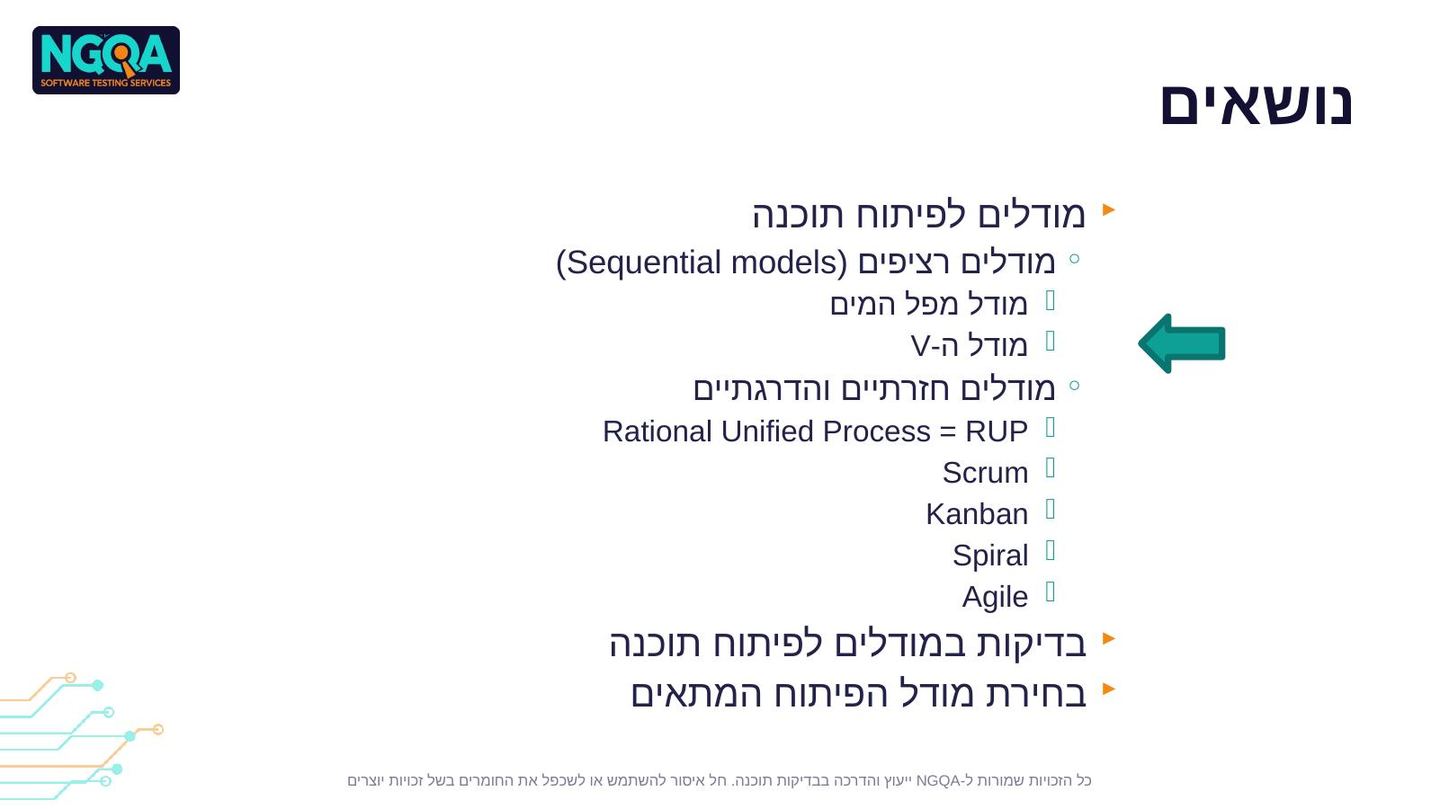 NGQA
SOFTWARE TESTING SERVICES
נושאים
מודלים לפיתוח תוכנה
מודלים רציפים (Sequential models)
מודל מפל המים
מודל ה-V
מודלים חזרתיים והדרגתיים
Rational Unified Process = RUP
Scrum
Kanban
Spiral
Agile
בדיקות במודלים לפיתוח תוכנה
בחירת מודל הפיתוח המתאים
כל הזכויות שמורות ל-NGQA ייעוץ והדרכה בבדיקות תוכנה. חל איסור להשתמש או לשכפל את החומרים בשל זכויות יוצרים